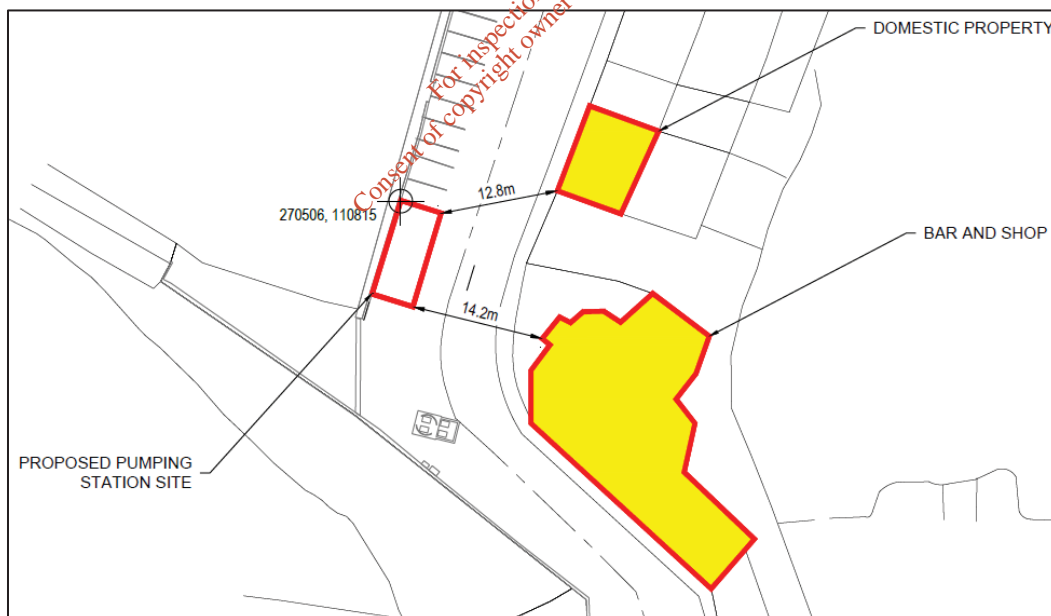 For inspection
Consent of copyright owner
DOMESTIC PROPERTY
12.8m
270506, 110815
BAR AND SHOP
14.2m
PROPOSED PUMPING
STATION SITE